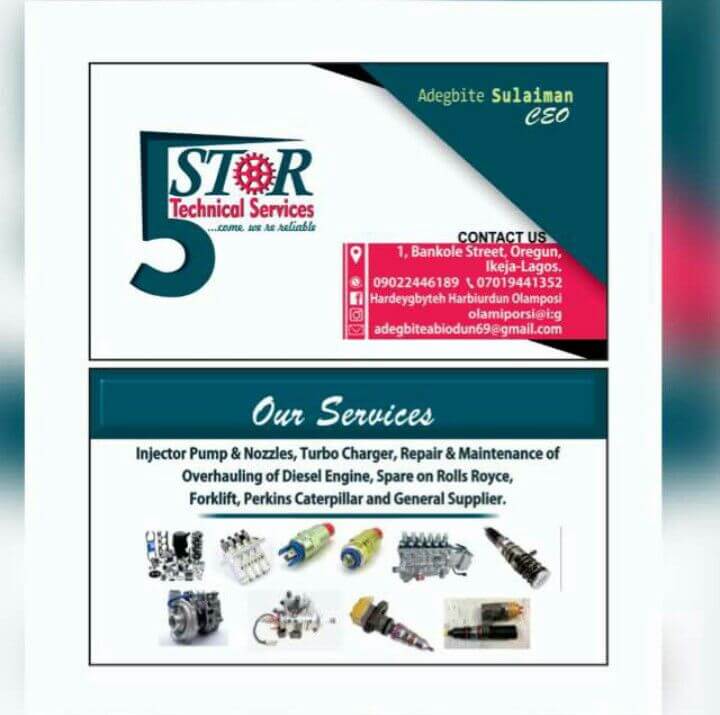 Adegbite Sulaiman
CEO
5 STAR
Technical Services
...come we re reliable
CONTACT US
1, Bankole Street, Oregun,
Ikeja-Lagos.
09022446189 07019441352
Hardeygbyteh Harbiurdun Olamposi
olamiporsi@i:g
adegbiteabiodun69@gmail.com
Our Services
Injector Pump & Nozzles, Turbo Charger, Repair & Maintenance of
Overhauling of Diesel Engine, Spare on Rolls Royce,
Forklift, Perkins Caterpillar and General Supplier.